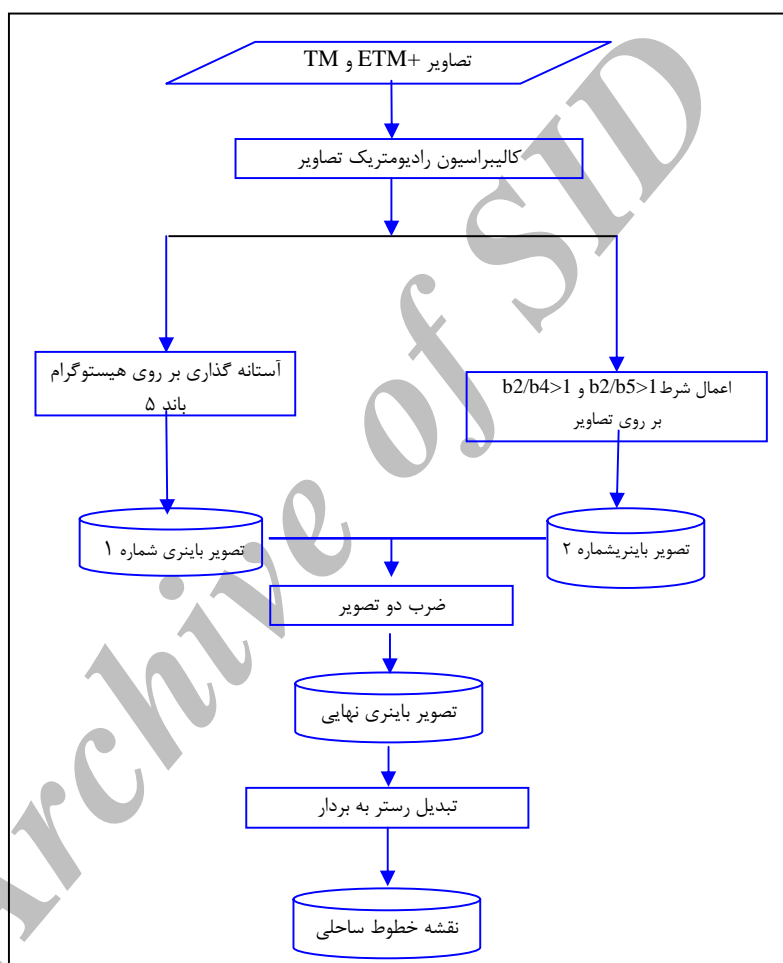 تصاویر ETM+ و TM
کالیبراسیون رادیومتریک تصاویر
آستانه گذاری بر روی هیستوگرام
باند ۵
اعمال شرط b2/b5>1 و b2/b4>1
بر روی تصاویر
تصویر باینری شماره ۱
تصویر باینریشماره ۲
ضرب دو تصویر
تصویر باینری نهایی
تبدیل رستر به بردار
نقشه خطوط ساحلی
Archive of SID